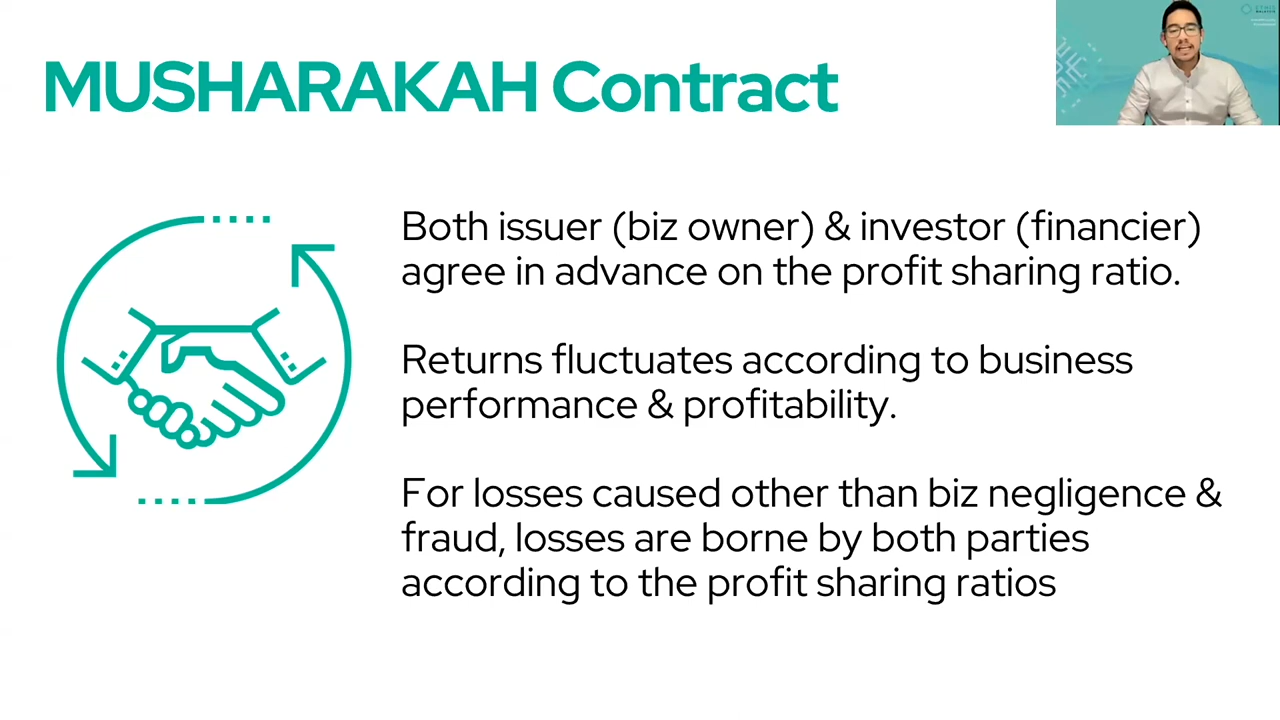 MUSHARAKAH Contract
Both issuer (biz owner) & investor (financier)
agree in advance on the profit sharing ratio.
Returns fluctuates according to business
performance & profitability.
For losses caused other than biz negligence &
fraud, losses are borne by both parties
according to the profit sharing ratios